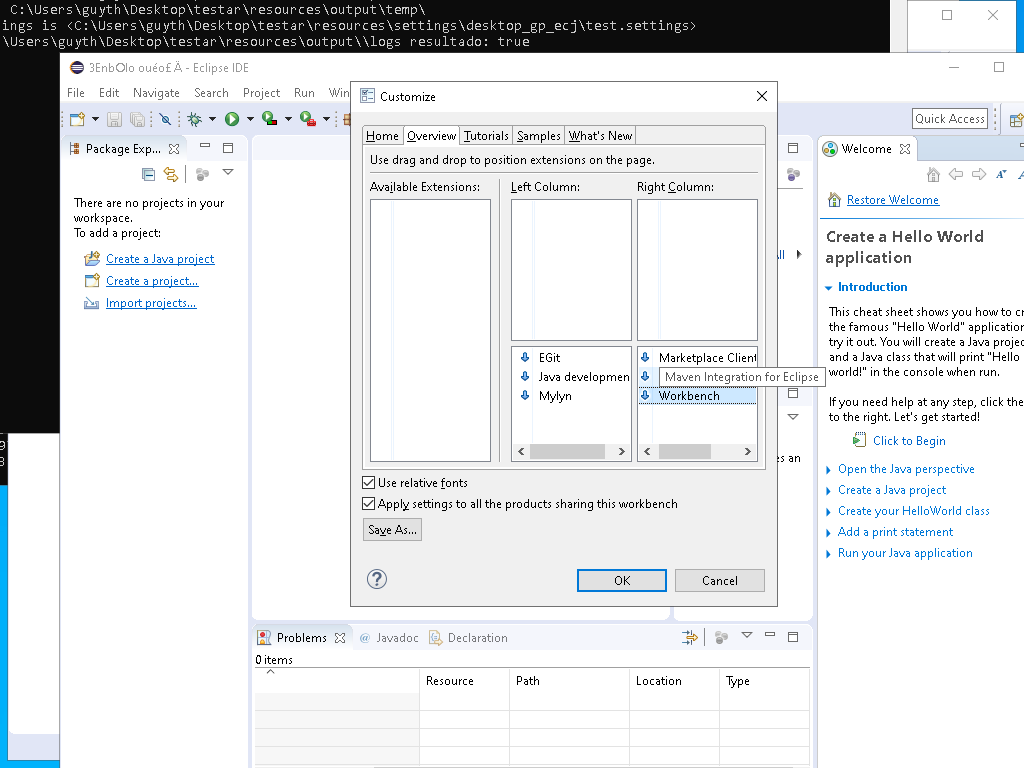 C:\Users\guyth\Desktop\testar\resources\output\temp\
ings is <C:\Users\guyth\Desktop\testar\resources\settings\desktop_gp_ecj\test.settings>
\Users\guyth\Desktop\testar\resources\output\\logs resultado: true
3EnbOlo ouéo£ Ä - Eclipse IDE
File Edit Navigate Search Project Run Win
Quick Access
Customize
Home Overview Tutorials Samples What's New
Use drag and drop to position extensions on the page.
Available Extensions: Left Column: Right Column:
EGit
Java developmen
Mylyn
Marketplace Client
Maven Integration for Eclipse
Workbench
Use relative fonts
Apply settings to all the products sharing this workbench
Save As...
OK Cancel
Package Exp...
There are no projects in your
workspace.
To add a project:
Create a Java project
Create a project...
Import projects...
All
s an
Welcome
Restore Welcome
Create a Hello World
application
Introduction
This cheat sheet shows you how to cr
the famous "Hello World" application
try it out. You will create a Java projec
and a Java class that will print "Hello
world!" in the console when run.
If you need help at any step, click the
to the right. Let's get started!
Click to Begin
Open the Java perspective
Create a Java project
Create your HelloWorld class
Add a print statement
Run your Java application
Problems Javadoc Declaration
0 items
Resource Path Location Type